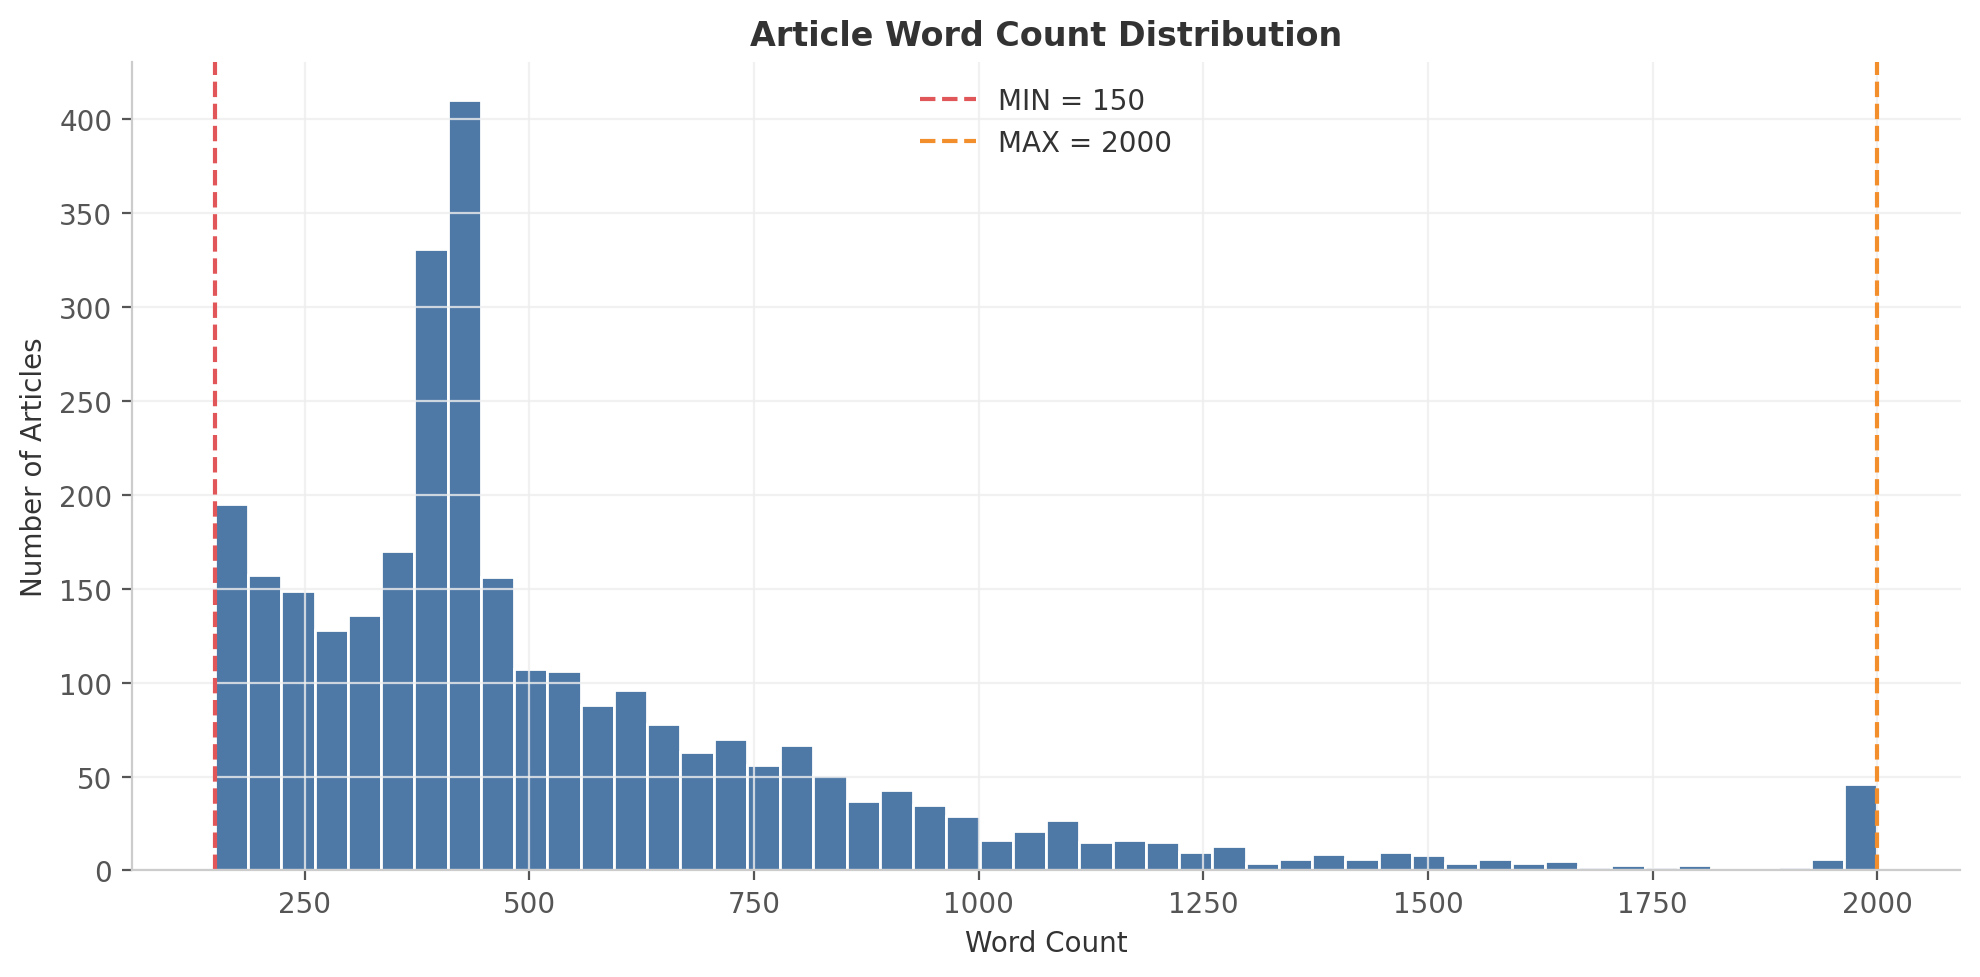 Article Word Count Distribution
MIN = 150
MAX = 2000
Number of Articles
400
350
300
250
200
150
100
50
0
250 500 750 1000 1250 1500 1750 2000
Word Count